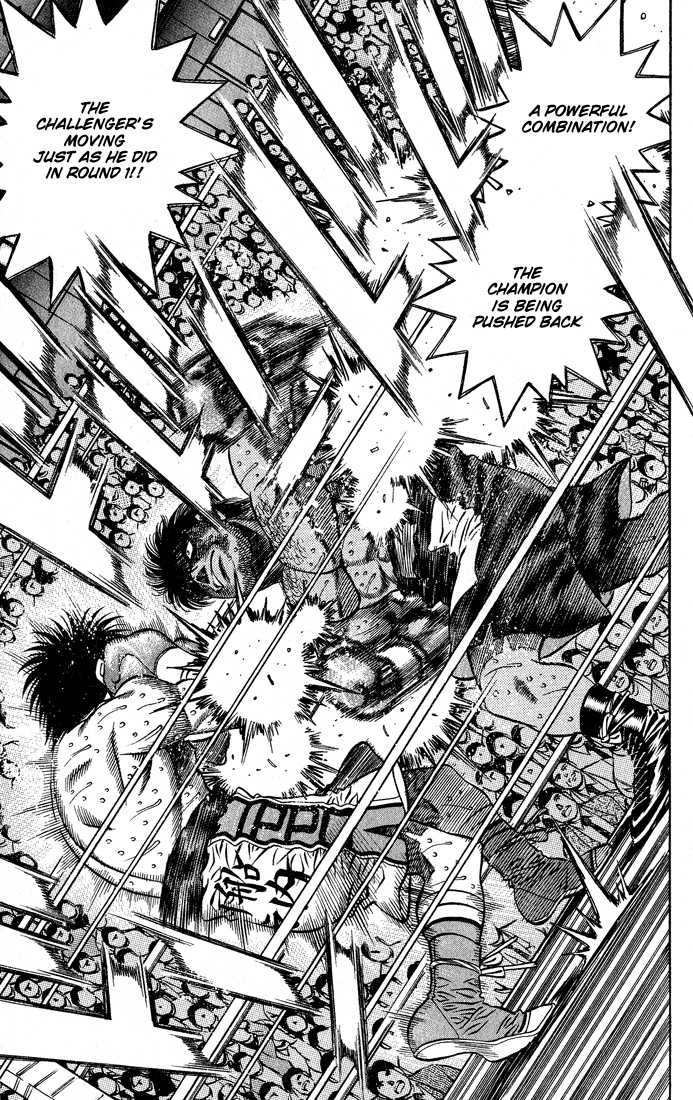 A POWERFUL
COMBINATION!
THE
CHALLENGER'S
MOVING
JUST AS HE DID
IN ROUND 1!!
THE
CHAMPION
IS BEING
PUSHED BACK